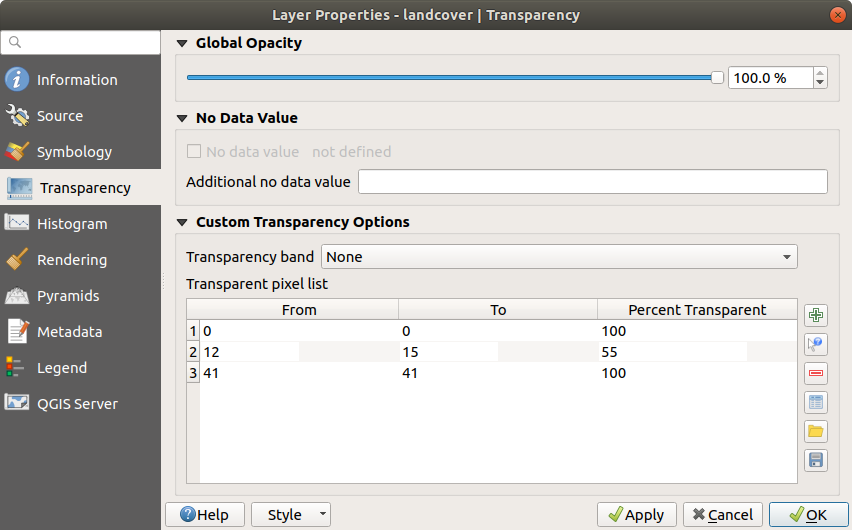 Layer Properties - landcover | Transparency
Information
Source
Symbology
Transparency
Histogram
Rendering
Pyramids
Metadata
Legend
QGIS Server
Global Opacity
100.0 %
No Data Value
No data value not defined
Additional no data value
Custom Transparency Options
Transparency band None
Transparent pixel list
From To Percent Transparent
1 0 0 100
2 12 15 55
3 41 41 100
Help Style Apply Cancel OK